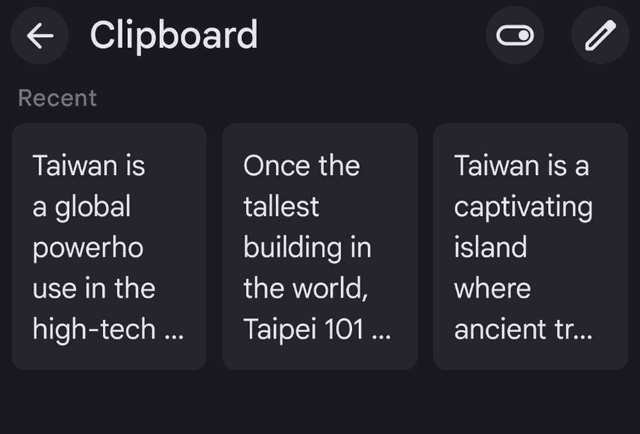 Clipboard
Recent
Taiwan is
a global
powerho
use in the
high-tech ...
Once the
tallest
building in
the world,
Taipei 101 ...
Taiwan is a
captivating
island
where
ancient tr...